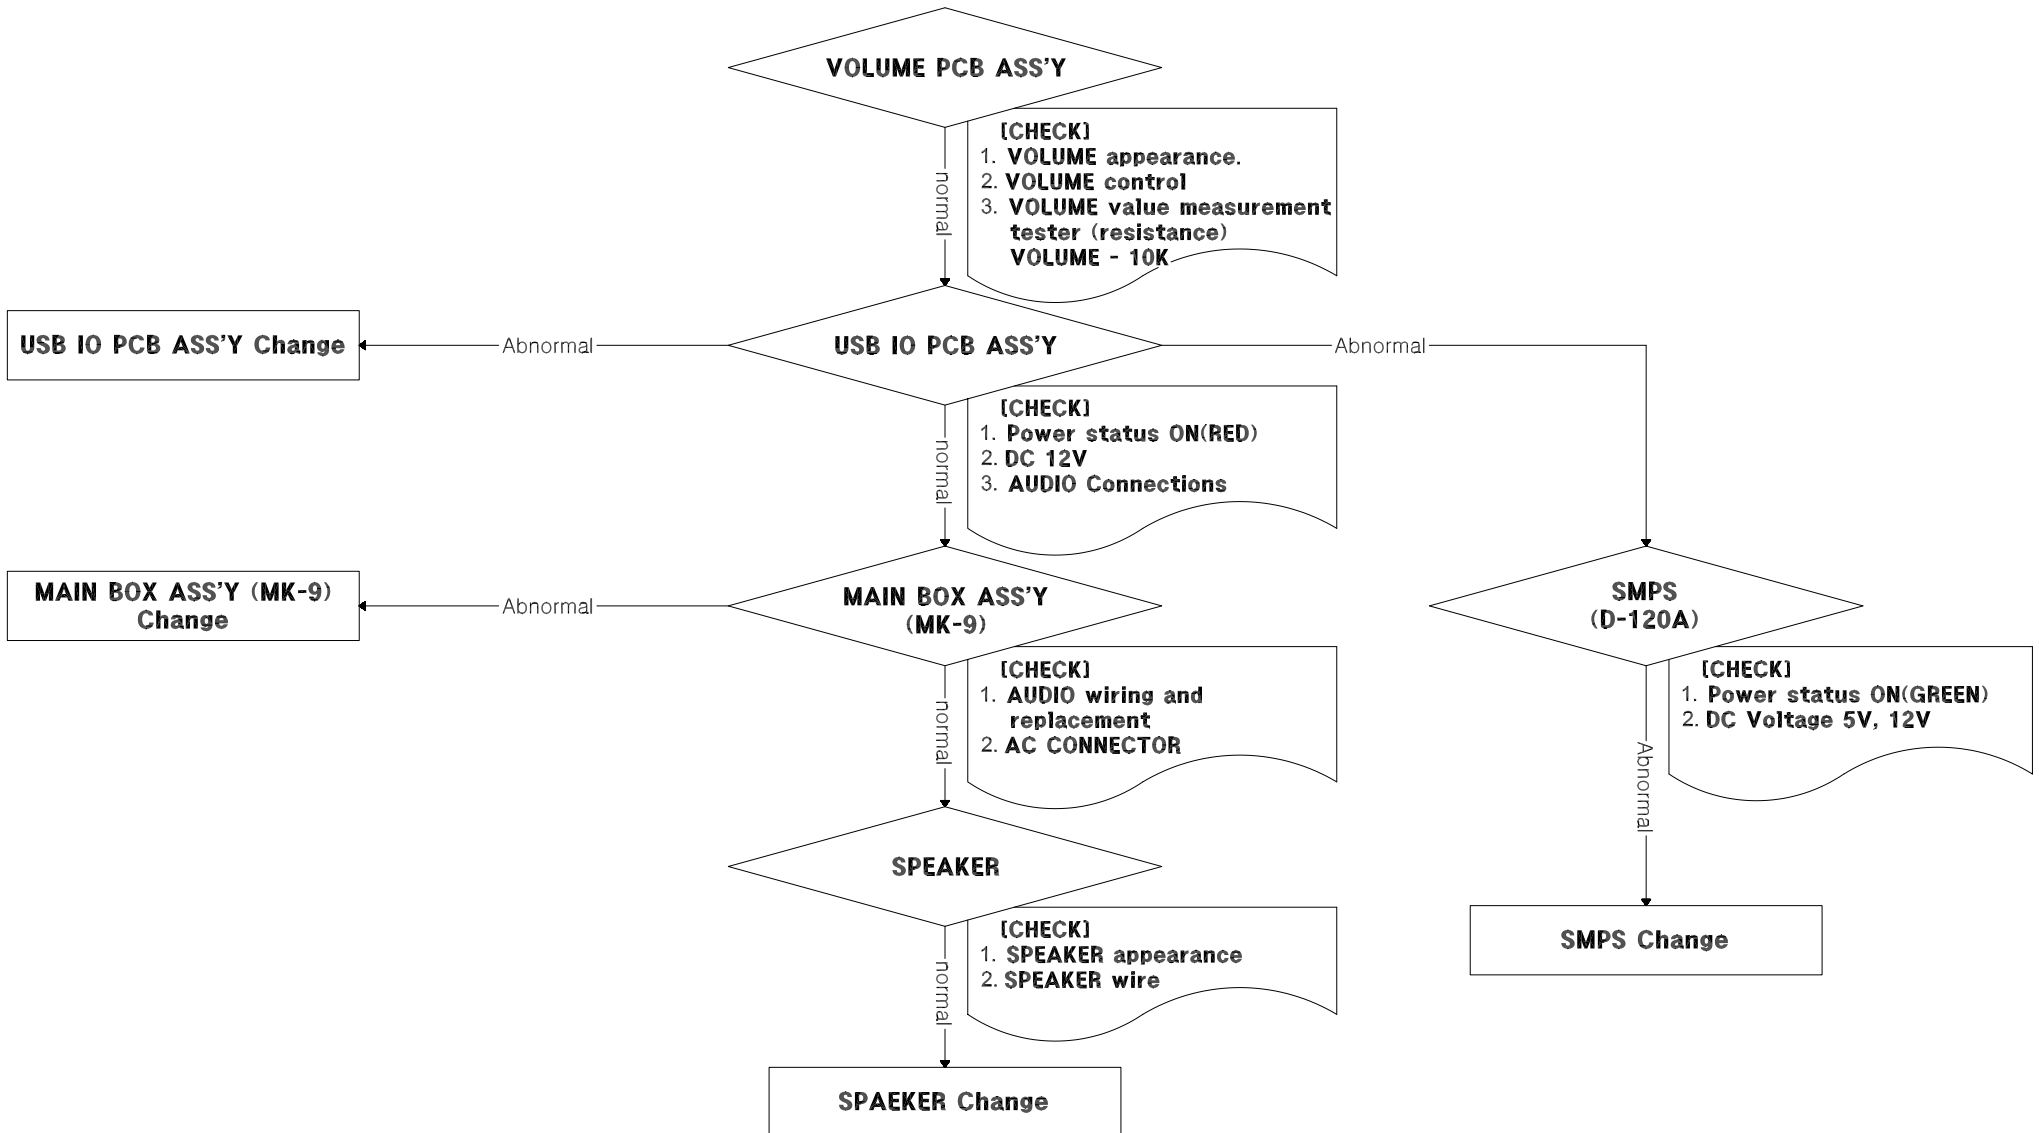 VOLUME PCB ASS'Y
[CHECK]
1. VOLUME appearance.
2. VOLUME control
3. VOLUME value measurement
tester (resistance)
VOLUME - 10K
normal
USB IO PCB ASS'Y Change
Abnormal
USB IO PCB ASS'Y
Abnormal
[CHECK]
1. Power status ON(RED)
2. DC 12V
3. AUDIO Connections
normal
MAIN BOX ASS'Y (MK-9)
Change
Abnormal
MAIN BOX ASS'Y
(MK-9)
SMPS
(D-120A)
[CHECK]
1. AUDIO wiring and
replacement
2. AC CONNECTOR
normal
[CHECK]
1. Power status ON(GREEN)
2. DC Voltage 5V, 12V
Abnormal
SPEAKER
[CHECK]
1. SPEAKER appearance
2. SPEAKER wire
normal
SMPS Change
SPAEKER Change